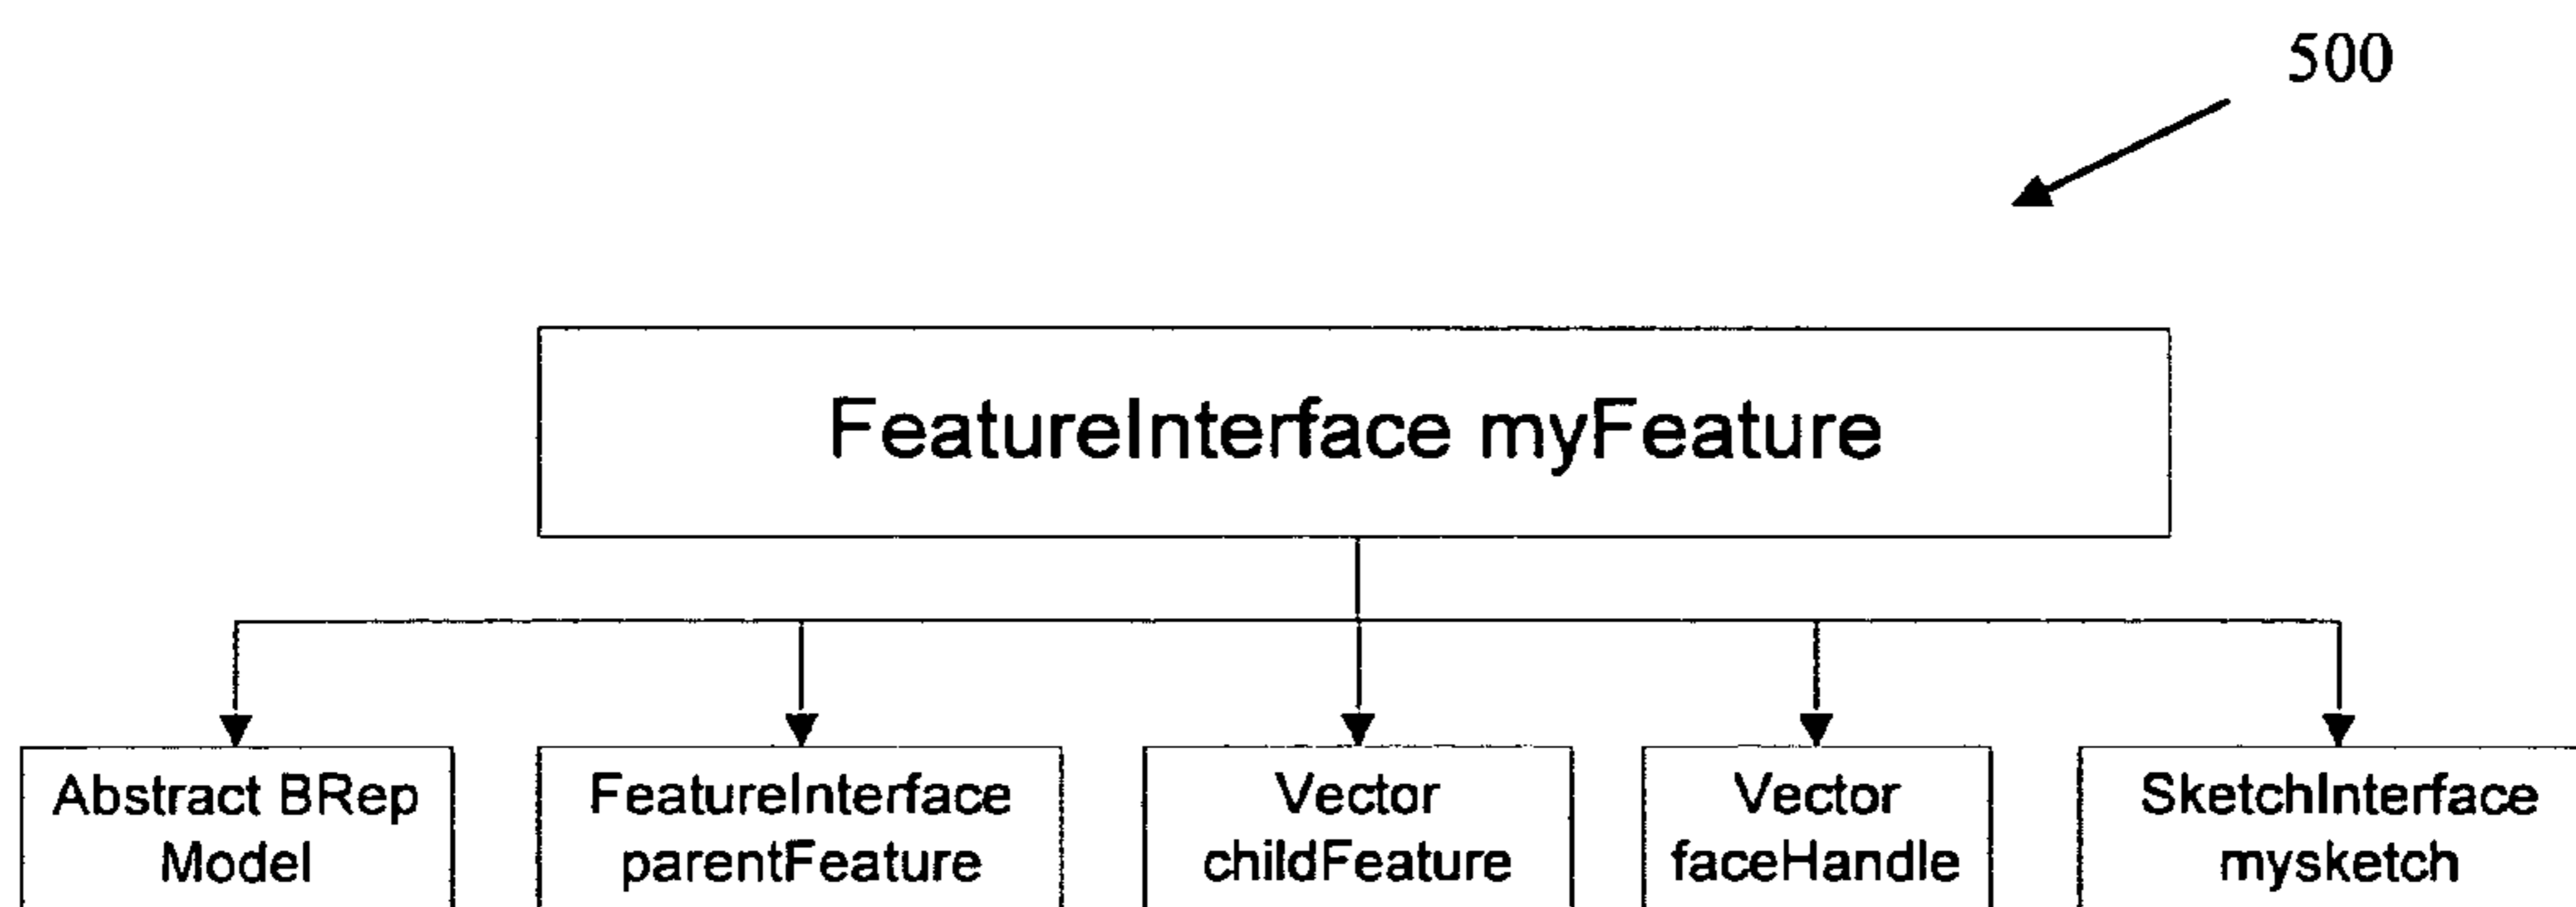 500
FeatureInterface myFeature
Abstract BRep
Model
FeatureInterface
parentFeature
Vector
childFeature
Vector
faceHandle
SketchInterface
mysketch